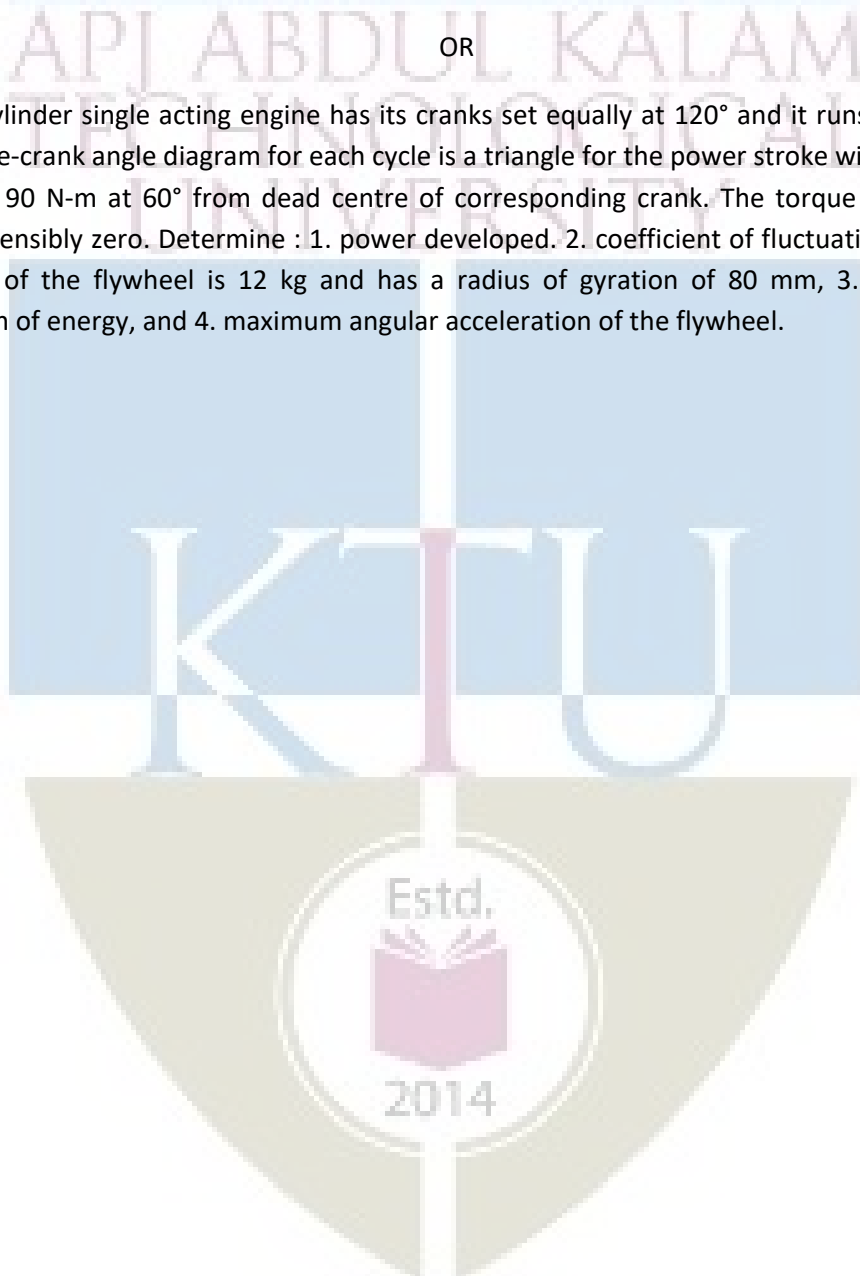 APJ ABDUL KALAM
OR
TECHNOLOGICAL
ylinder single acting engine has its cranks set equally at 120° and it runs
e-crank angle diagram for each cycle is a triangle for the power stroke wi
UNIVERSITY
90 N-m at 60° from dead centre of corresponding crank. The torque
ensibly zero. Determine : 1. power developed. 2. coefficient of fluctuati
of the flywheel is 12 kg and has a radius of gyration of 80 mm, 3.
n of energy, and 4. maximum angular acceleration of the flywheel.
KTU
Estd.
2014